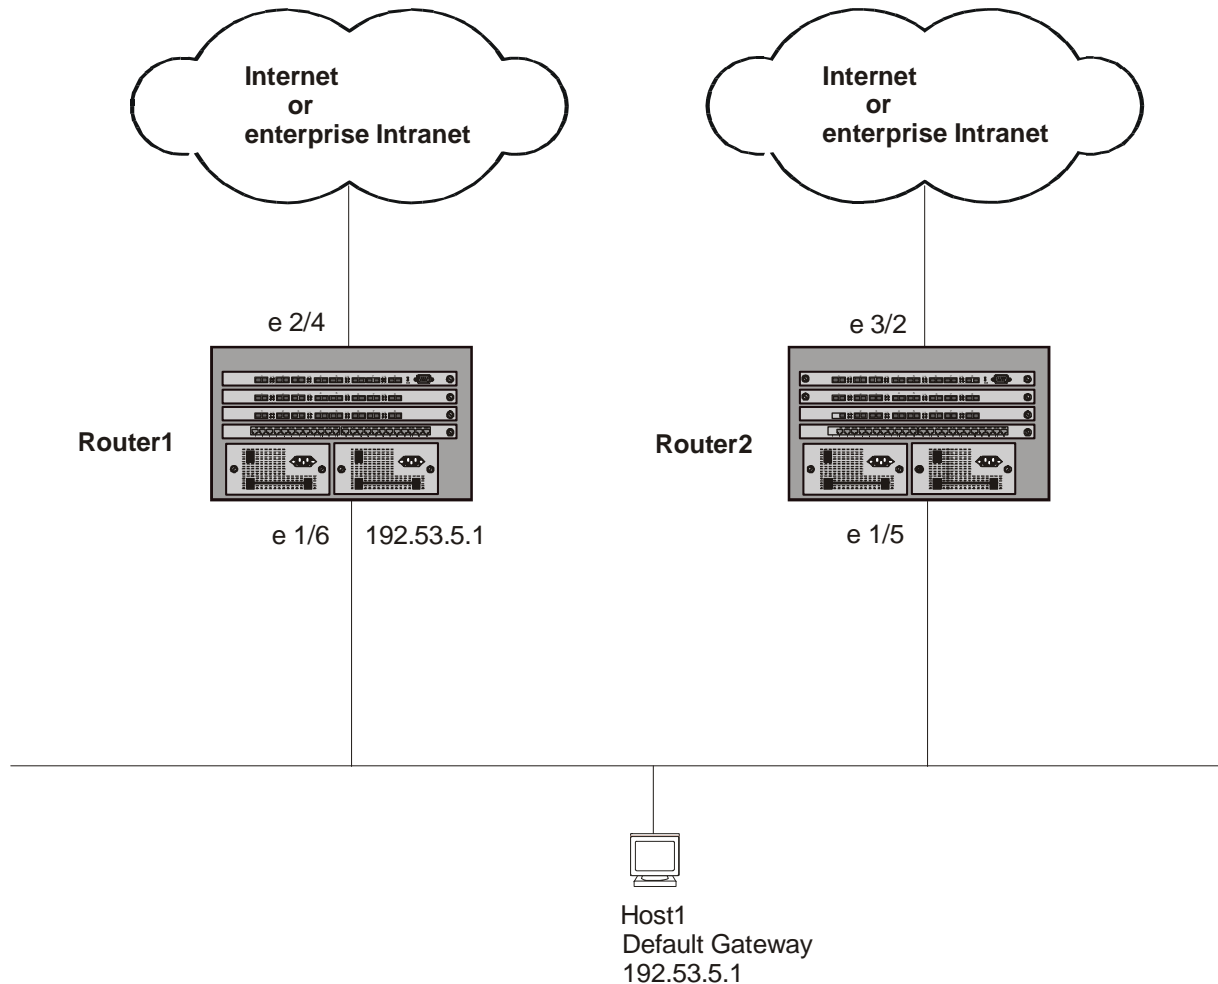 Internet
or
enterprise Intranet
Internet
or
enterprise Intranet
e 2/4
e 3/2
Router1
Router2
e 1/6
192.53.5.1
e 1/5
Host1
Default Gateway
192.53.5.1